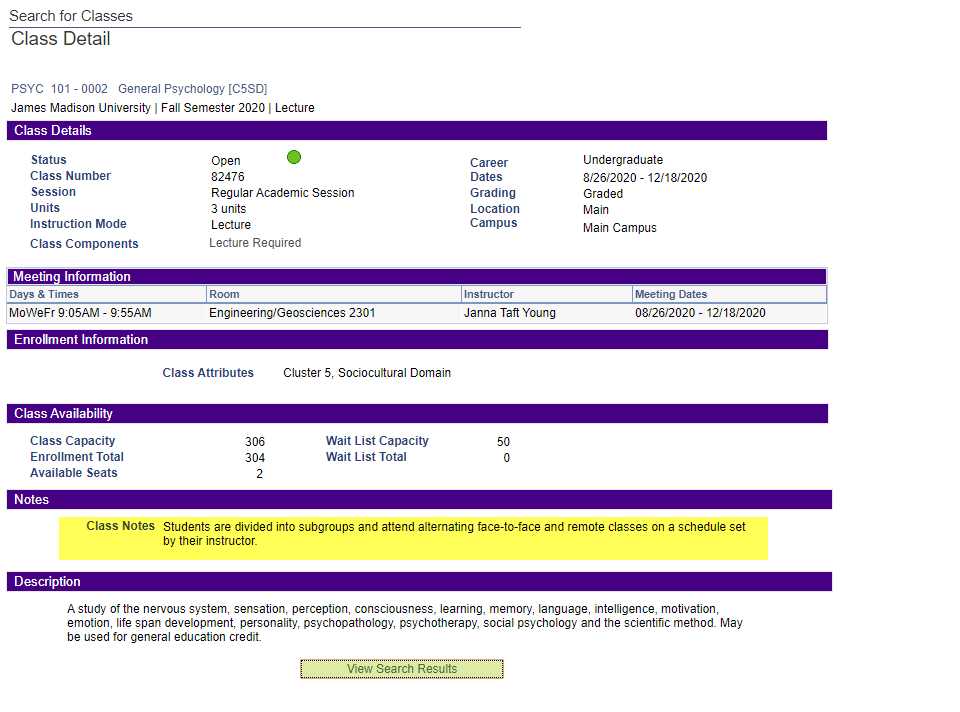 Search for Classes
Class Detail
PSYC 101 - 0002 General Psychology [C5SD]
James Madison University | Fall Semester 2020 | Lecture
Class Details
Status Open Career Undergraduate
Class Number 82476 Dates 8/26/2020 - 12/18/2020
Session Regular Academic Session Grading Graded
Units 3 units Location Main
Instruction Mode Lecture Campus Main Campus
Class Components Lecture Required
Meeting Information
Days & Times Room Instructor Meeting Dates
MoWeFr 9:05AM - 9:55AM Engineering/Geosciences 2301 Janna Taft Young 08/26/2020 - 12/18/2020
Enrollment Information
Class Attributes Cluster 5, Sociocultural Domain
Class Availability
Class Capacity 306 Wait List Capacity 50
Enrollment Total 304 Wait List Total 0
Available Seats 2
Notes
Class Notes Students are divided into subgroups and attend alternating face-to-face and remote classes on a schedule set
by their instructor.
Description
A study of the nervous system, sensation, perception, consciousness, learning, memory, language, intelligence, motivation,
emotion, life span development, personality, psychopathology, psychotherapy, social psychology and the scientific method. May
be used for general education credit.
View Search Results